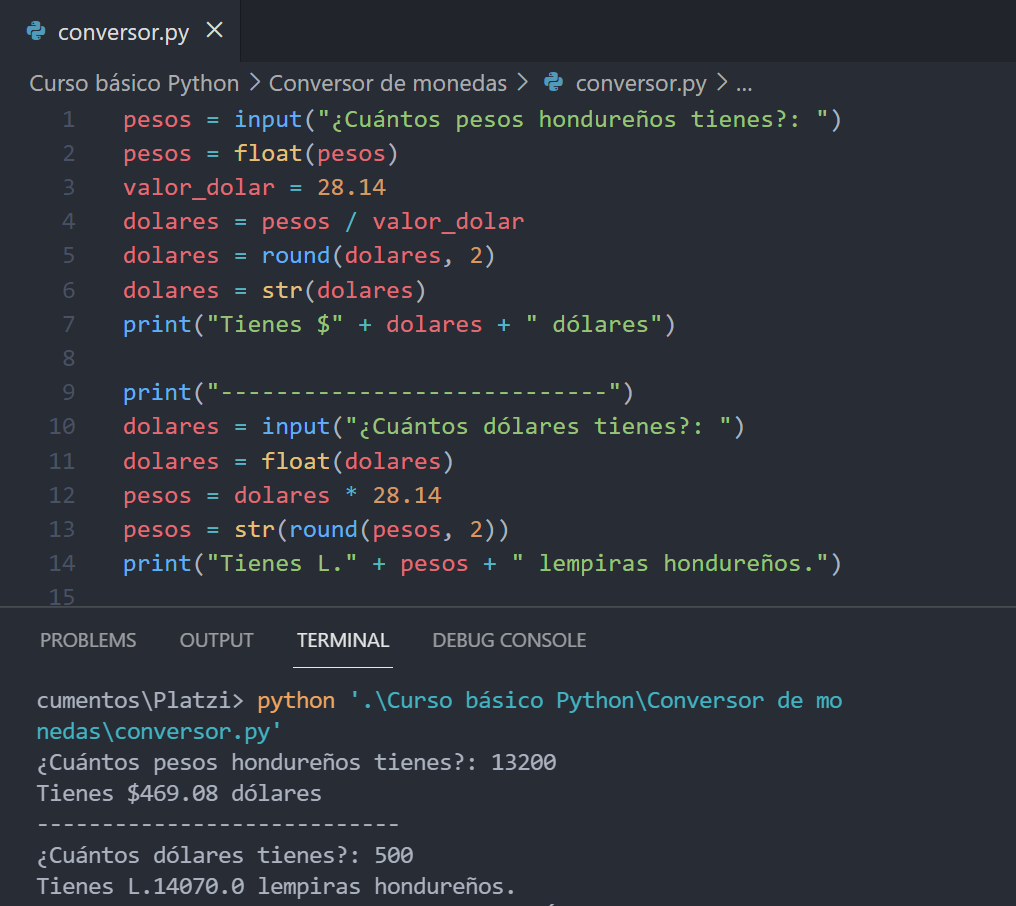 conversor.py
Curso básico Python > Conversor de monedas > conversor.py > ...
1 pesos = input("¿Cuántos pesos hondureños tienes?: ")
2 pesos = float(pesos)
3 valor_dolar = 28.14
4 dolares = pesos / valor_dolar
5 dolares = round(dolares, 2)
6 dolares = str(dolares)
7 print("Tienes $" + dolares + " dólares")
8
9 print("----------------------------")
10 dolares = input("¿Cuántos dólares tienes?: ")
11 dolares = float(dolares)
12 pesos = dolares * 28.14
13 pesos = str(round(pesos, 2))
14 print("Tienes L." + pesos + " lempiras hondureños.")
15
PROBLEMS OUTPUT TERMINAL DEBUG CONSOLE
cumentos\Platzi> python '.\Curso básico Python\Conversor de mo
nedas\conversor.py'
¿Cuántos pesos hondureños tienes?: 13200
Tienes $469.08 dólares
----------------------------
¿Cuántos dólares tienes?: 500
Tienes L.14070.0 lempiras hondureños.